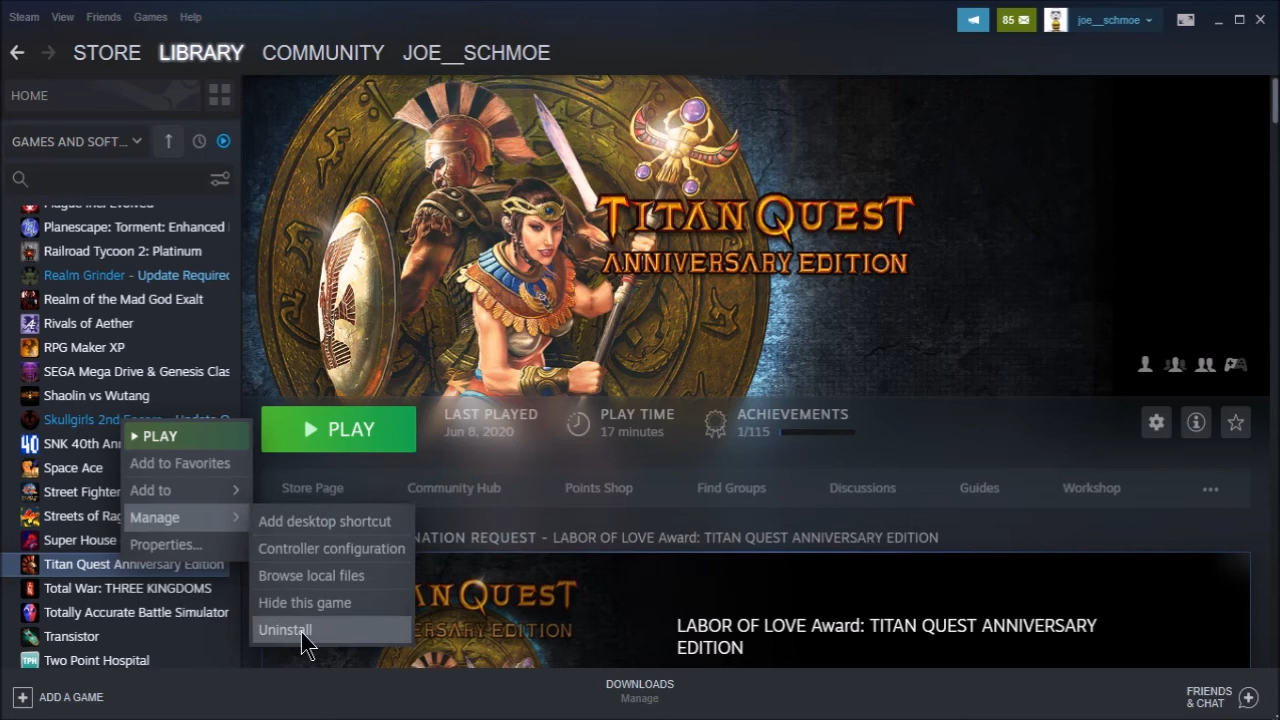 Steam View Friends Games Help
85
joe__schmoe
STORE LIBRARY COMMUNITY JOE__SCHMOE
HOME
GAMES AND SOFT...
Planescape: Torment: Enhanced
Railroad Tycoon 2: Platinum
Realm Grinder - Update Required
Realm of the Mad God Exalt
Rivals of Aether
RPG Maker XP
SEGA Mega Drive & Genesis Clas
Shaolin vs Wutang
Skullgirls 2nd
SNK 40th
Space Ace
Street Fighter
Streets of
Super House
Titan Quest Anniversary Edition
Total War: THREE KINGDOMS
Totally Accurate Battle Simulator
Transistor
Two Point Hospital
PLAY
Add to Favorites
Add to
Manage
Properties...
Add desktop shortcut
Controller configuration
Browse local files
Hide this game
Uninstall
TITAN QUEST
ANNIVERSARY EDITION
PLAY
LAST PLAYED
Jun 8, 2020
PLAY TIME
17 minutes
ACHIEVEMENTS
1/115
Store Page Community Hub Points Shop Find Groups Discussions Guides Workshop ...
REQUEST - LABOR OF LOVE Award: TITAN QUEST ANNIVERSARY EDITION
QUEST
EDITION
LABOR OF LOVE Award: TITAN QUEST ANNIVERSARY
EDITION
ADD A GAME
DOWNLOADS
Manage
FRIENDS
& CHAT